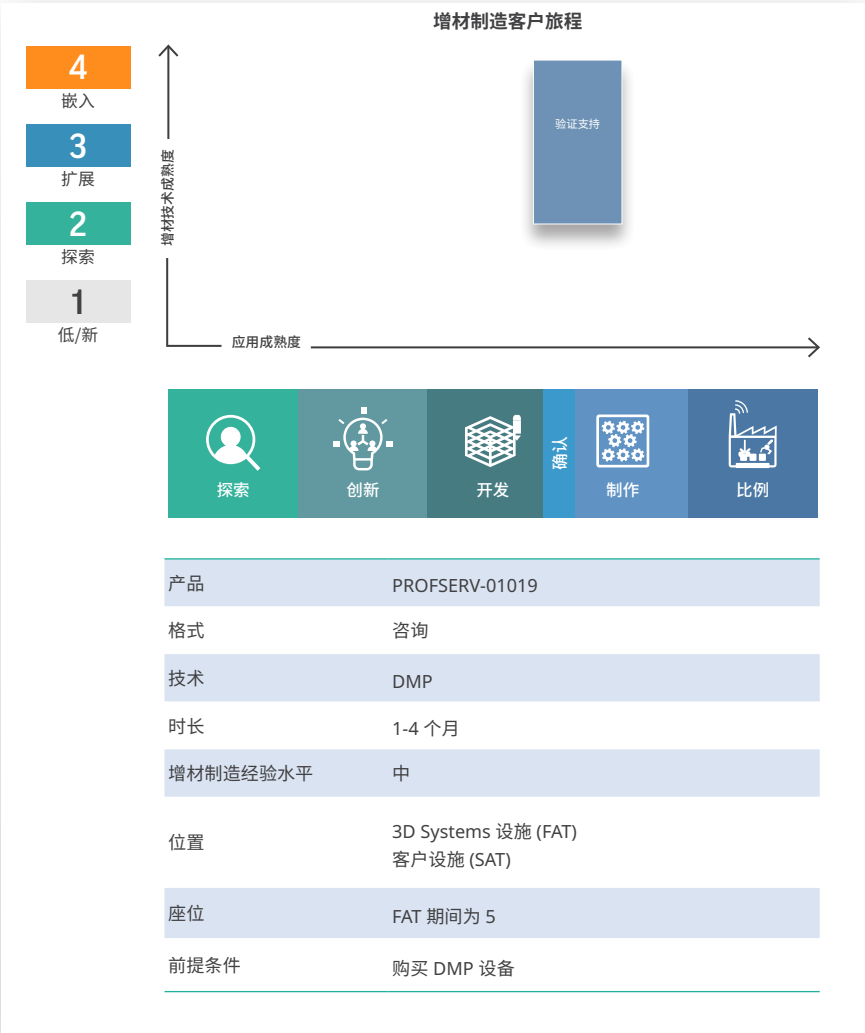 增材制造客户旅程
4
嵌入
3
扩展
2
探索
1
低/新
增材技术成熟度
验证支持
应用成熟度
探索
创新
开发
确认
制作
比例
产品 PROFSERV-01019
格式 咨询
技术 DMP
时长 1-4 个月
增材制造经验水平 中
位置 3D Systems 设施 (FAT)
客户设施 (SAT)
座位 FAT 期间为 5
前提条件 购买 DMP 设备